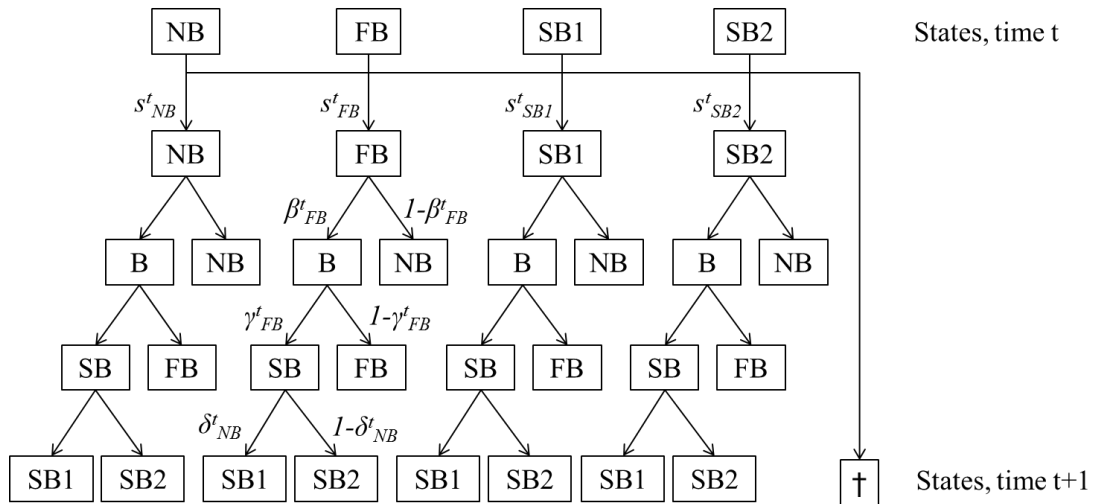 NB FB SB1 SB2 States, time t
s^t_NB s^t_FB s^t_SB1 s^t_SB2
NB FB SB1 SB2
β^t_FB 1-β^t_FB
B NB B NB B NB B NB
γ^t_FB 1-γ^t_FB
SB FB SB FB SB FB SB FB
δ^t_NB 1-δ^t_NB
SB1 SB2 SB1 SB2 SB1 SB2 SB1 SB2 † States, time t+1